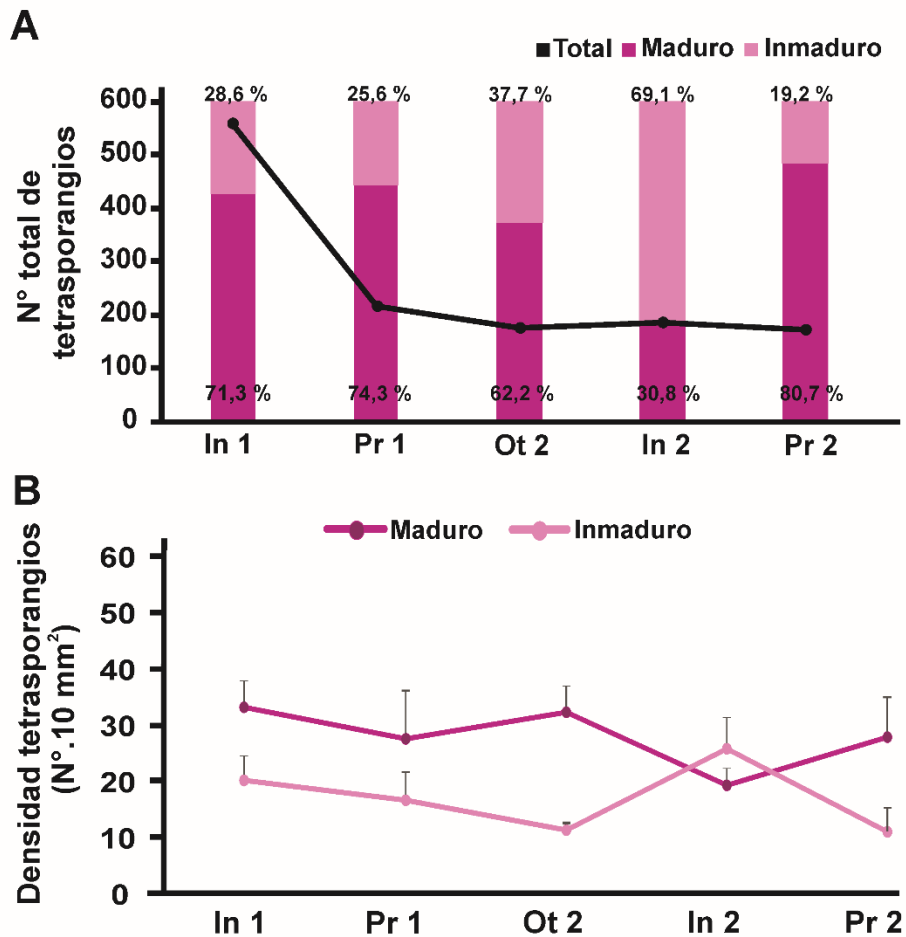 A
Total Maduro Inmaduro
N° total de
tetrasporangios
600
500
400
300
200
100
0
28,6 % 25,6 % 37,7 % 69,1 % 19,2 %
71,3 % 74,3 % 62,2 % 30,8 % 80,7 %
In 1 Pr 1 Ot 2 In 2 Pr 2
B
Maduro Inmaduro
Densidad tetrasporangios
(N°.10 mm²)
60
50
40
30
20
10
0
In 1 Pr 1 Ot 2 In 2 Pr 2